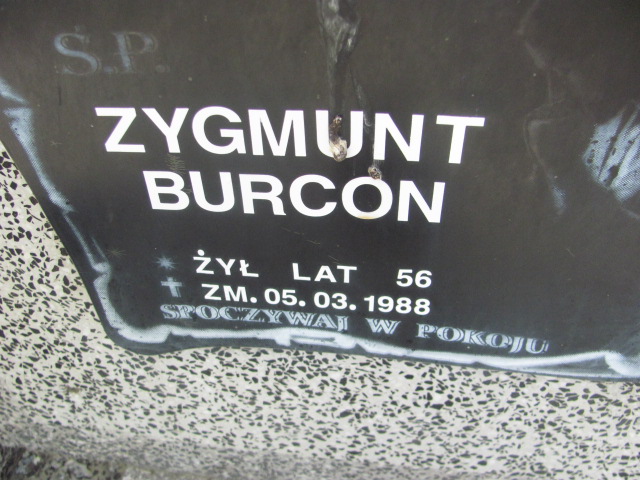 Ś.P.
ZYGMUNT
BURCON
ŻYŁ LAT 56
ZM. 05.03.1988
SPOCZYWAJ W POKOJU